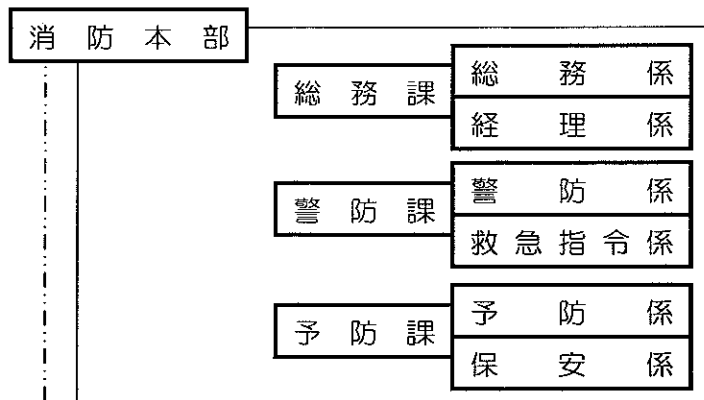 消防本部
総務課
総務係
経理係
警防課
警防係
救急指令係
予防課
予防係
保安係